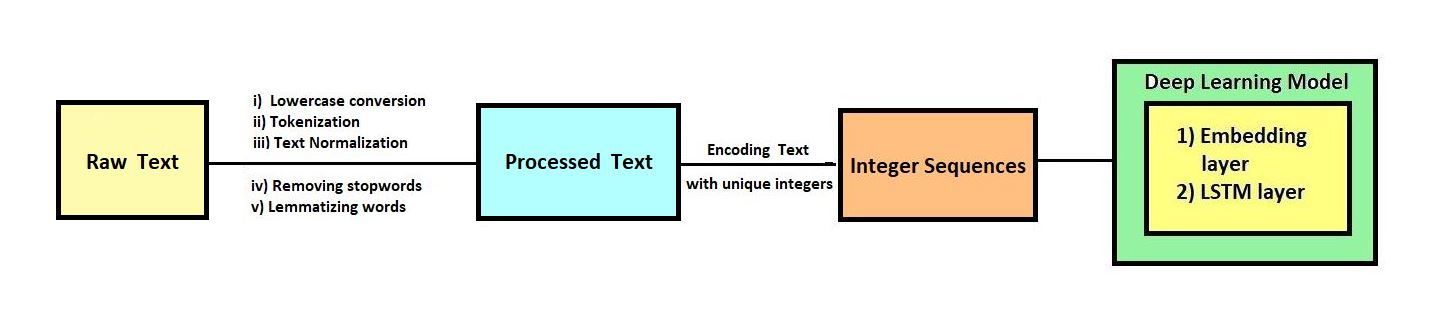 Raw Text
i) Lowercase conversion
ii) Tokenization
iii) Text Normalization
iv) Removing stopwords
v) Lemmatizing words
Processed Text
Encoding Text
with unique integers
Integer Sequences
Deep Learning Model
1) Embedding
layer
2) LSTM layer